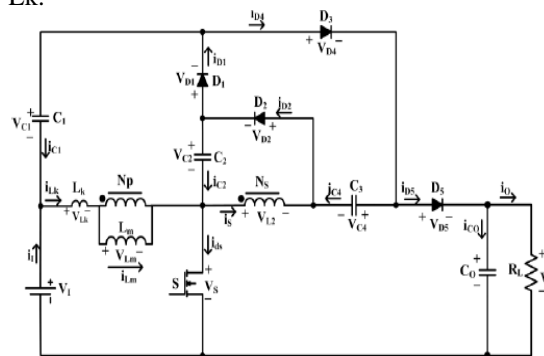 Lk.
iD4
D3
+ VD4 -
iD1
-
VD1 D1
+
D2
iD2
- VD2 +
VC1 + C1 -
iC1
+
VC2 C2
-
iC2
iLk Lk
+ VLk -
Np
Lm
+ VLm -
iLm
NS
iS + VL2 -
iC4 C3
- VC4 +
iD5 D5
+ VD5 -
iO
iCO
iI
VI
ids
S
+
VS
-
+
CO
-
RL
+
V
-